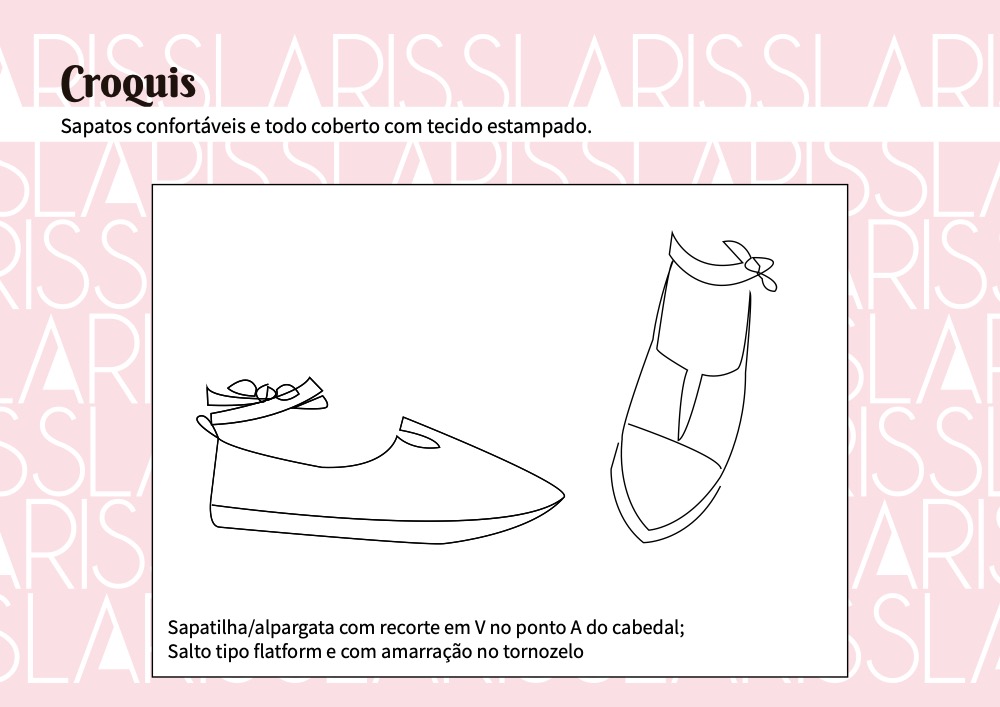 Croquis
Sapatos confortáveis e todo coberto com tecido estampado.
Sapatilha/alpargata com recorte em V no ponto A do cabedal;
Salto tipo flatform e com amarração no tornozelo